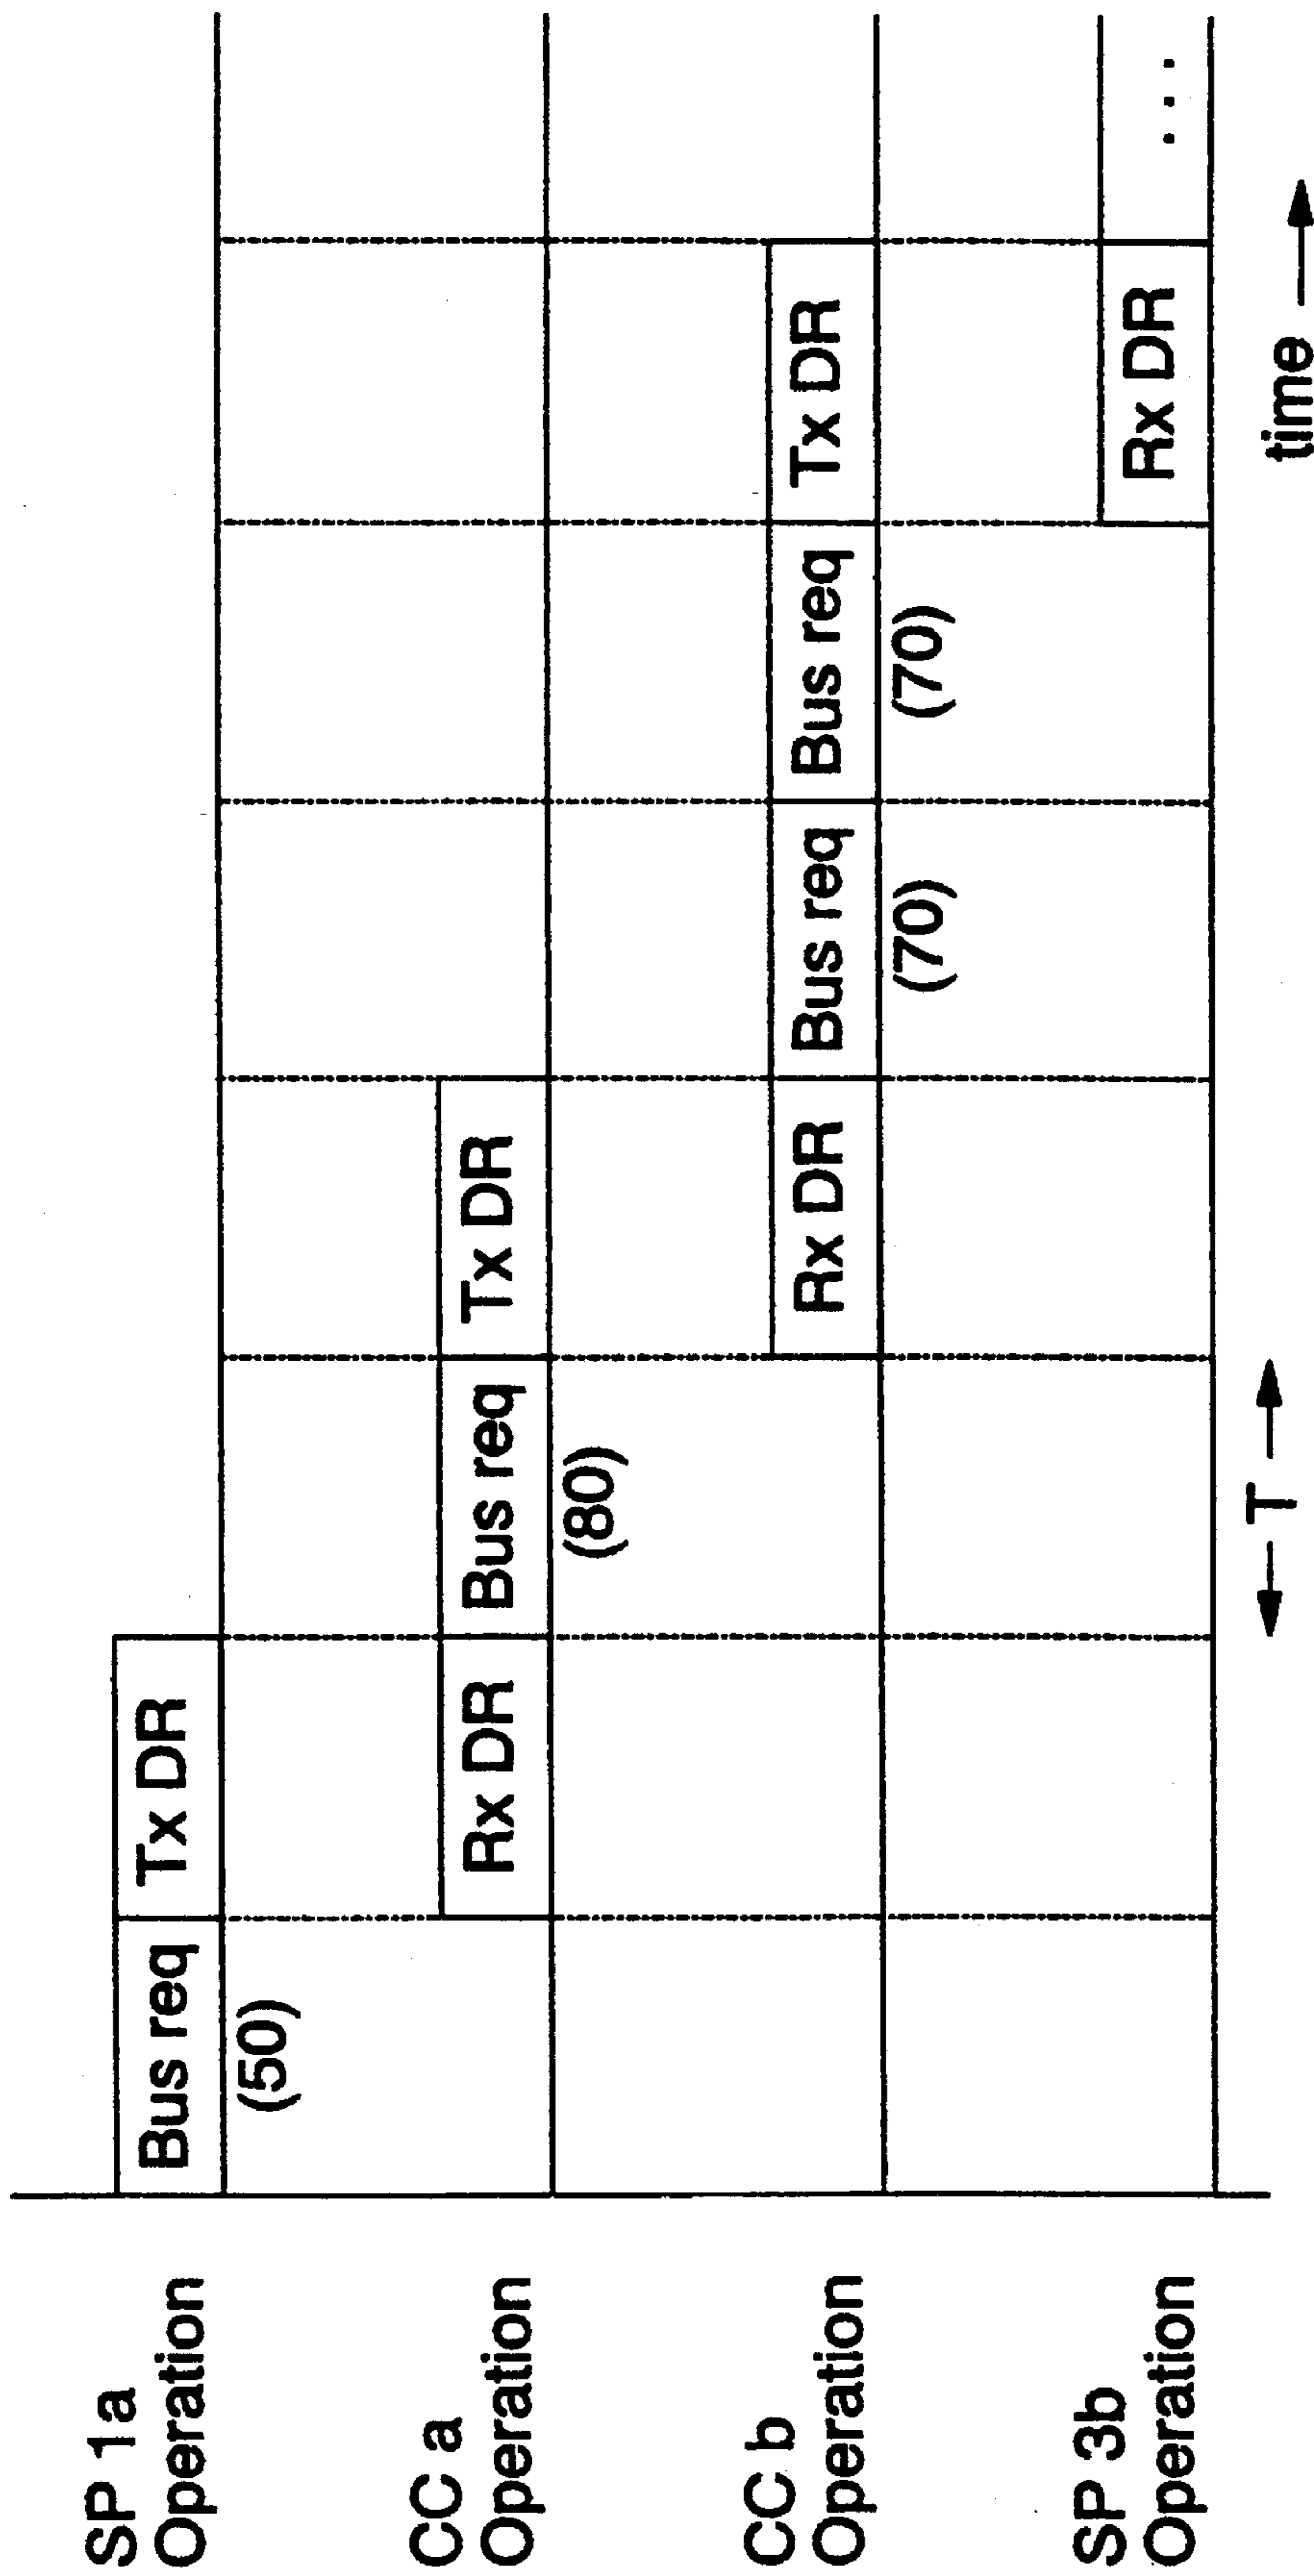 SP 1a
Operation
Bus req
Tx DR
(50)
CC a
Operation
Rx DR
Bus req
Tx DR
(80)
CC b
Operation
Rx DR
Bus req
Bus req
Tx DR
(70)
(70)
SP 3b
Operation
Rx DR
...
T
time